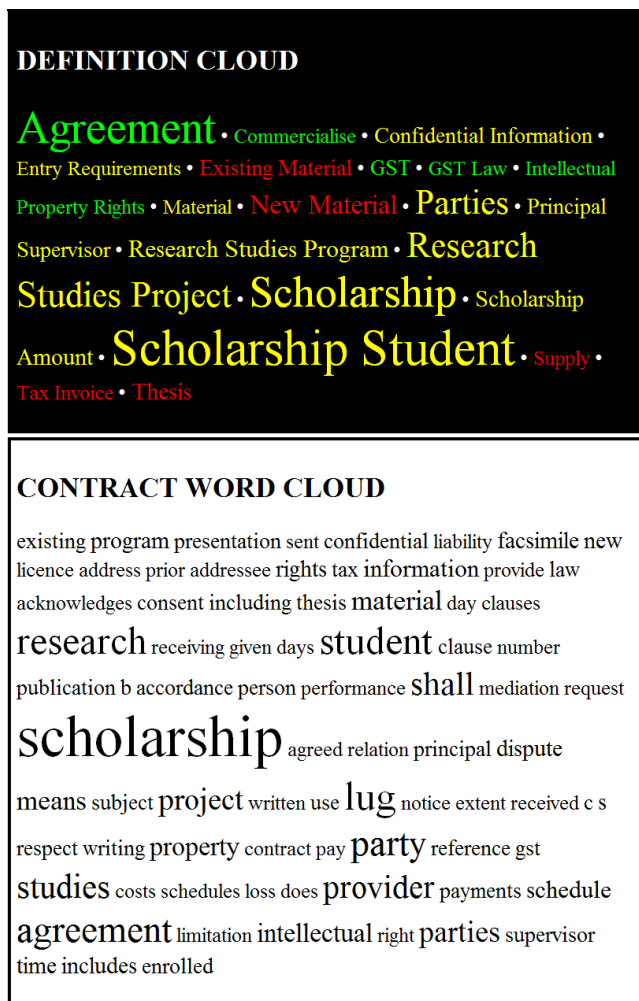 DEFINITION CLOUD
Agreement • Commercialise • Confidential Information •
Entry Requirements • Existing Material • GST • GST Law • Intellectual
Property Rights • Material • New Material • Parties • Principal
Supervisor • Research Studies Program • Research
Studies Project • Scholarship • Scholarship
Amount • Scholarship Student • Supply •
Tax Invoice • Thesis
CONTRACT WORD CLOUD
existing program presentation sent confidential liability facsimile new
licence address prior addressee rights tax information provide law
acknowledges consent including thesis material day clauses
research receiving given days student clause number
publication b accordance person performance shall mediation request
scholarship agreed relation principal dispute
means subject project written use lug notice extent received c s
respect writing property contract pay party reference gst
studies costs schedules loss does provider payments schedule
agreement limitation intellectual right parties supervisor
time includes enrolled